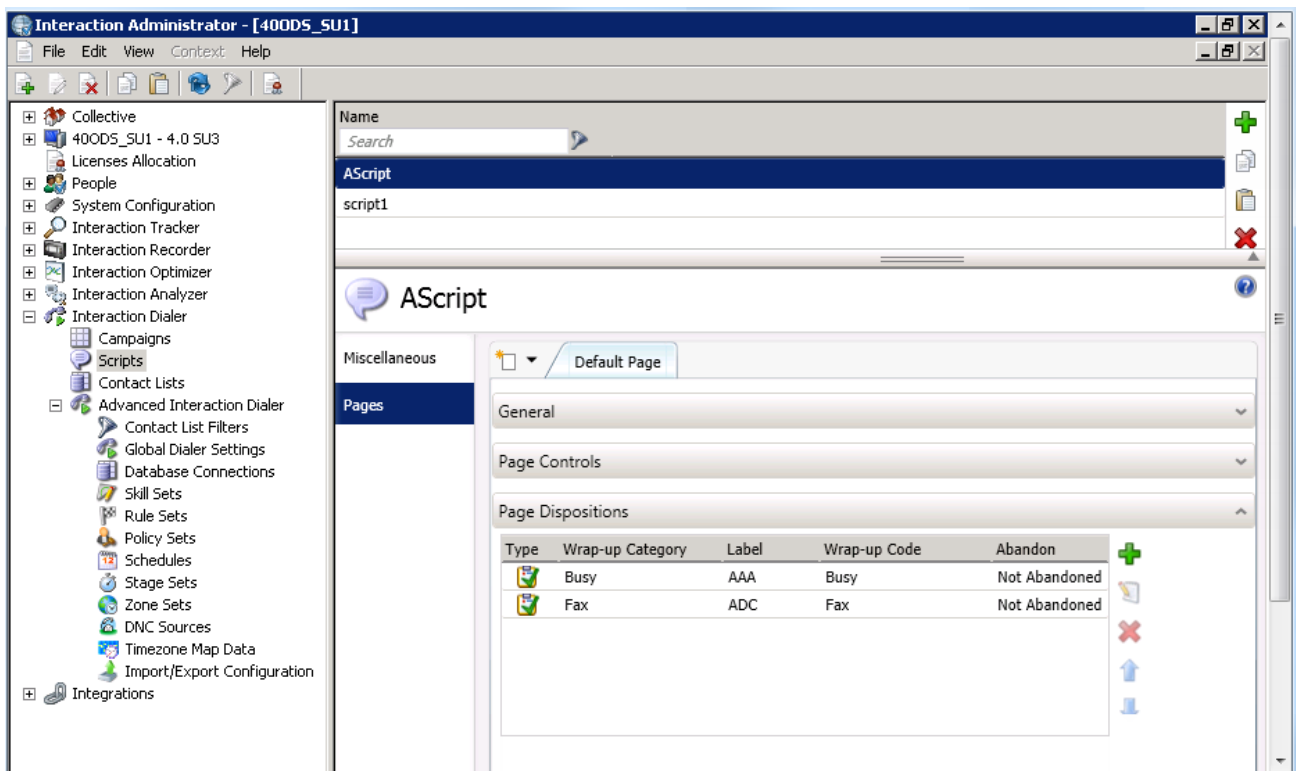 Interaction Administrator - [40ODS_SU1]
File Edit View Context Help
Collective
40ODS_SU1 - 4.0 SU3
Licenses Allocation
People
System Configuration
Interaction Tracker
Interaction Recorder
Interaction Optimizer
Interaction Analyzer
Interaction Dialer
Campaigns
Scripts
Contact Lists
Advanced Interaction Dialer
Contact List Filters
Global Dialer Settings
Database Connections
Skill Sets
Rule Sets
Policy Sets
Schedules
Stage Sets
Zone Sets
DNC Sources
Timezone Map Data
Import/Export Configuration
Integrations
Name
Search
AScript
script1
AScript
Miscellaneous
Pages
Default Page
General
Page Controls
Page Dispositions
Type Wrap-up Category Label Wrap-up Code Abandon
Busy AAA Busy Not Abandoned
Fax ADC Fax Not Abandoned